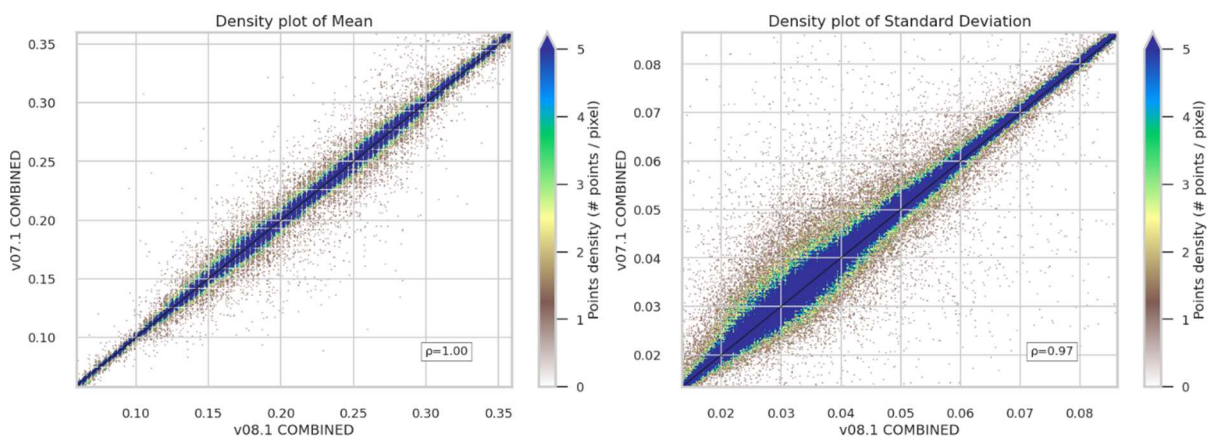 Density plot of Mean
0.35
0.30
0.25
0.20
0.15
0.10
v07.1 COMBINED
0.10 0.15 0.20 0.25 0.30 0.35
v08.1 COMBINED
ρ=1.00
5
4
3
2
1
0
Points density (# points / pixel)
Density plot of Standard Deviation
0.08
0.07
0.06
0.05
0.04
0.03
0.02
v07.1 COMBINED
0.02 0.03 0.04 0.05 0.06 0.07 0.08
v08.1 COMBINED
ρ=0.97
5
4
3
2
1
0
Points density (# points / pixel)